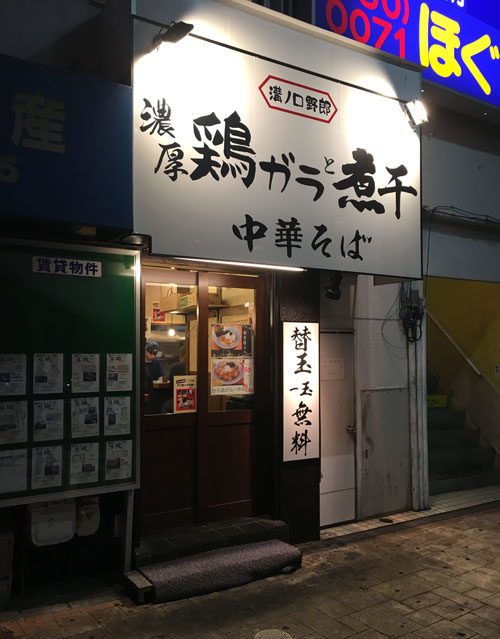 0071
ほぐ
溝ノ口野郎
濃厚
鶏ガラと煮干
中華そば
産
賃貸物件
替玉一玉無料